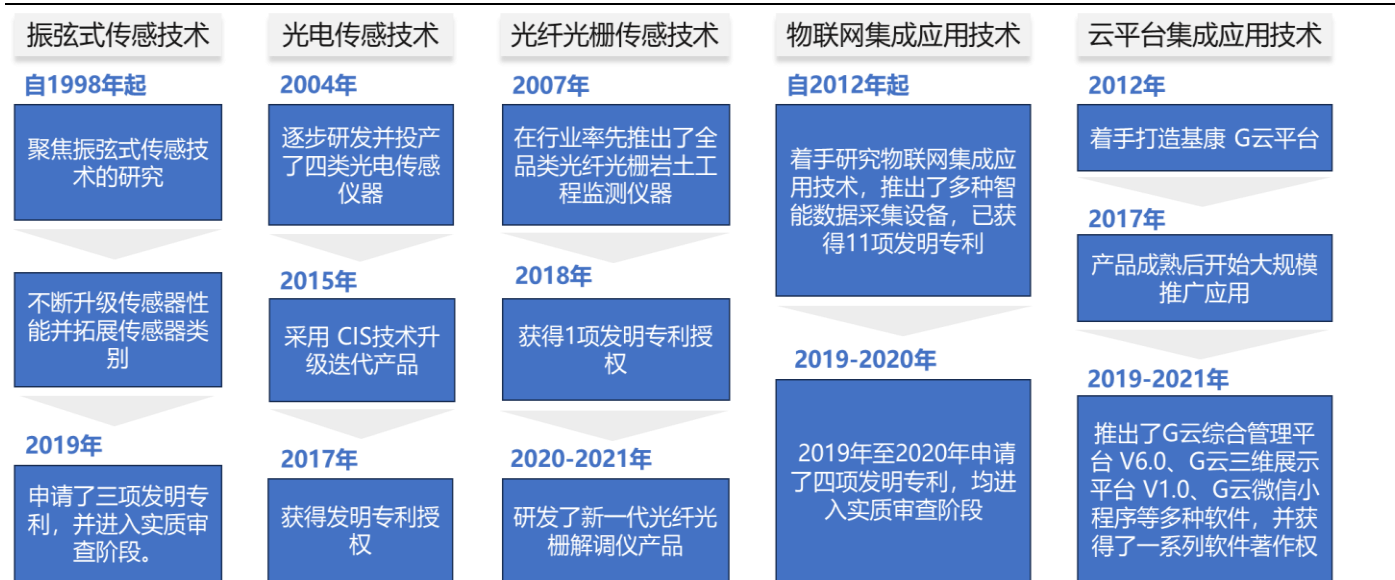 振弦式传感技术
自1998年起
聚焦振弦式传感技
术的研究
不断升级传感器性
能并拓展传感器类
别
2019年
申请了三项发明专
利，并进入实质审
查阶段。
光电传感技术
2004年
逐步研发并投产
了四类光电传感
仪器
2015年
采用 CIS技术升
级迭代产品
2017年
获得发明专利授
权
光纤光栅传感技术
2007年
在行业率先推出了全
品类光纤光栅岩土工
程监测仪器
2018年
获得1项发明专利授
权
2020-2021年
研发了新一代光纤光
栅解调仪产品
物联网集成应用技术
自2012年起
着手研究物联网集成应
用技术，推出了多种智
能数据采集设备，已获
得11项发明专利
2019-2020年
2019年至2020年申请
了四项发明专利，均进
入实质审查阶段
云平台集成应用技术
2012年
着手打造基康 G云平台
2017年
产品成熟后开始大规模
推广应用
2019-2021年
推出了G云综合管理平
台 V6.0、G云三维展示
平台 V1.0、G云微信小
程序等多种软件，并获
得了一系列软件著作权